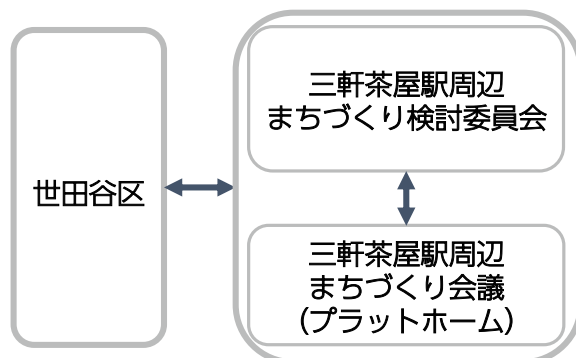 世田谷区
三軒茶屋駅周辺
まちづくり検討委員会
三軒茶屋駅周辺
まちづくり会議
(プラットホーム)